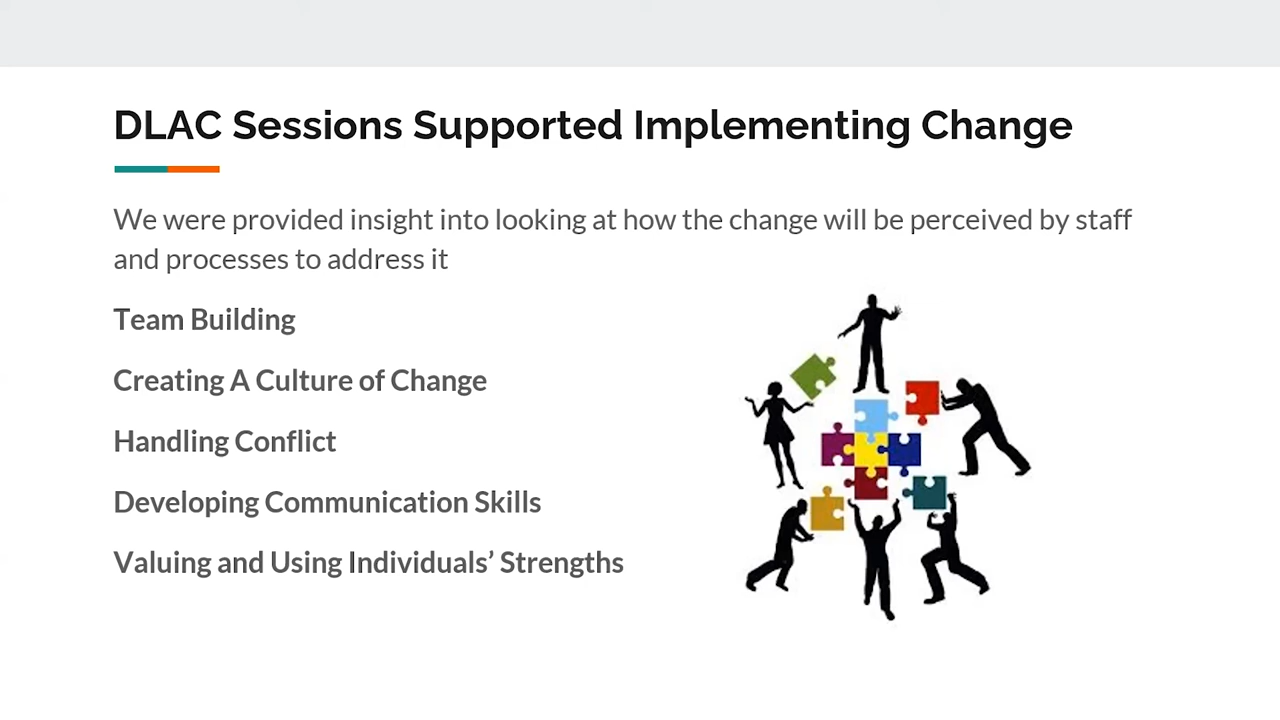 DLAC Sessions Supported Implementing Change
We were provided insight into looking at how the change will be perceived by staff
and processes to address it
Team Building
Creating A Culture of Change
Handling Conflict
Developing Communication Skills
Valuing and Using Individuals’ Strengths